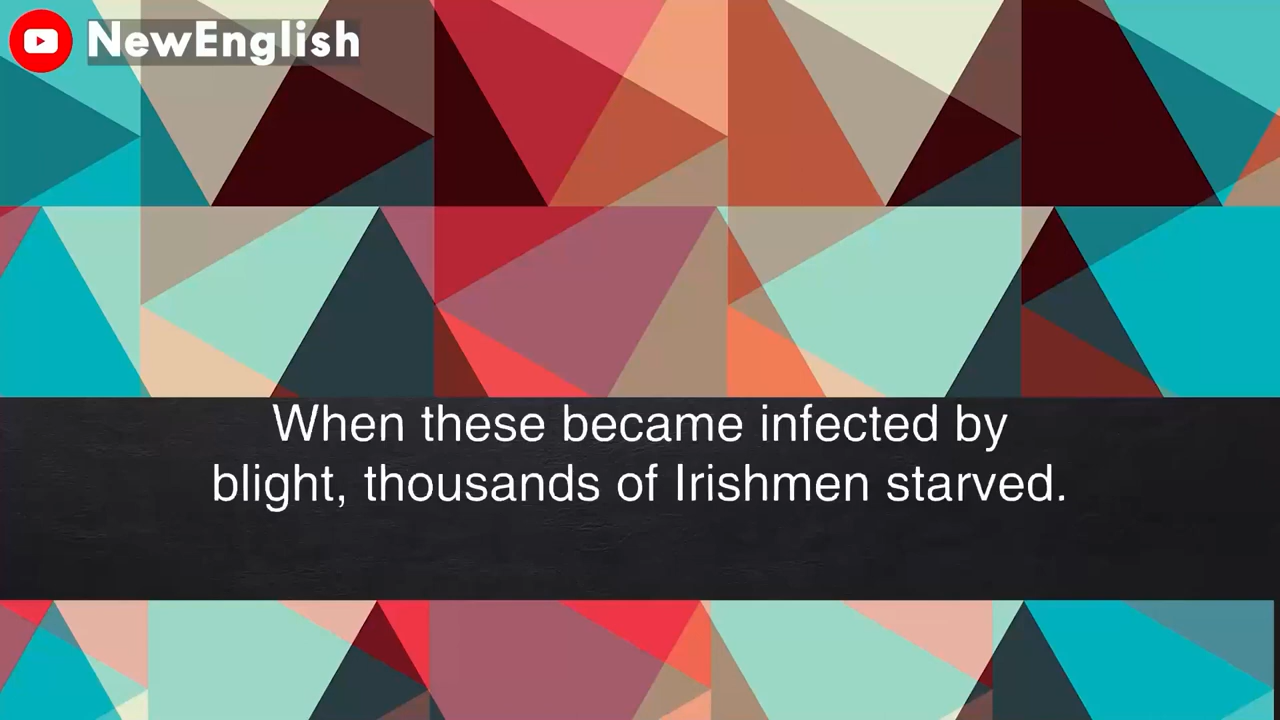 NewEnglish
When these became infected by
blight, thousands of Irishmen starved.